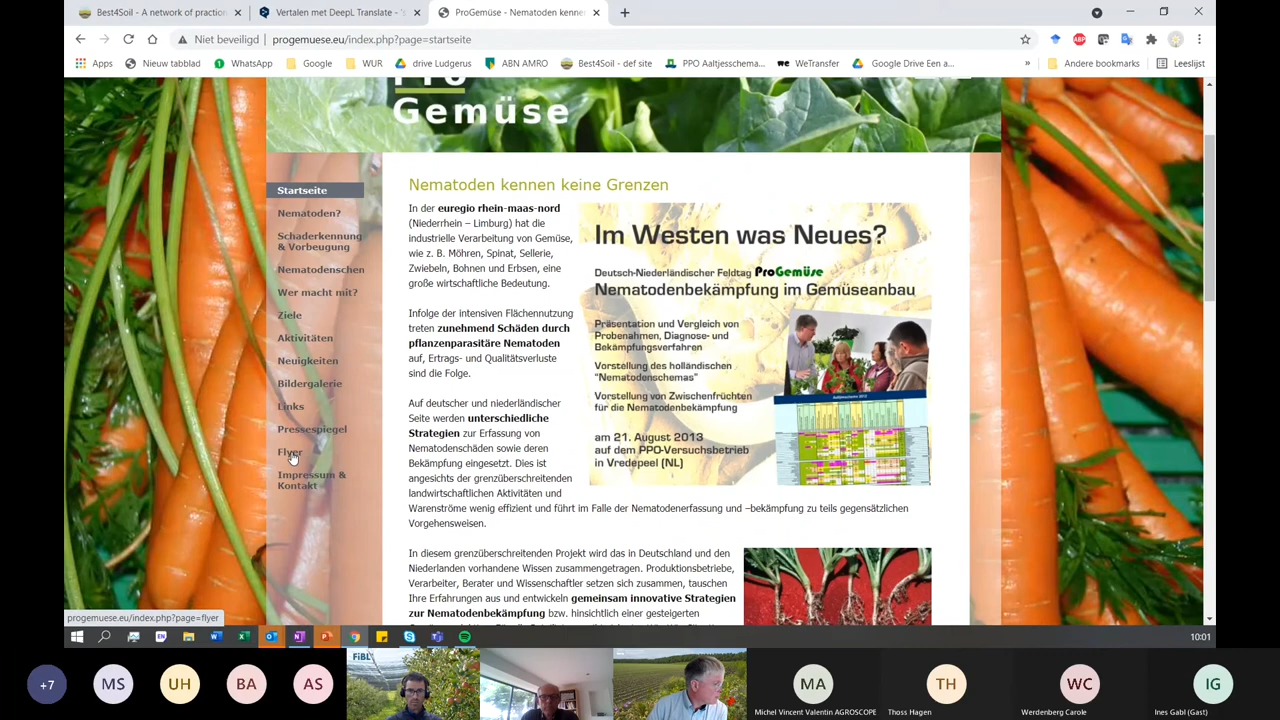 Best4Soil - A network of praction
Vertalen met DeepL Translate - 's
ProGemüse - Nematoden kennen
Niet beveiligd
progemuese.eu/index.php?page=startseite
Apps
Nieuw tabblad
WhatsApp
Google
WUR
drive Ludgerus
ABN AMRO
Best4Soil - def site
PPO Aaltjesschema...
WeTransfer
Google Drive Een a...
»
Andere bookmarks
Leeslijst
Pro
Gemüse
Startseite
Nematoden?
Schaderkennung
& Vorbeugung
Nematodenschen
Wer macht mit?
Ziele
Aktivitäten
Neuigkeiten
Bildergalerie
Links
Pressespiegel
Flyer
Impressum &
Kontakt
Nematoden kennen keine Grenzen
In der euregio rhein-maas-nord
(Niederrhein – Limburg) hat die
industrielle Verarbeitung von Gemüse,
wie z. B. Möhren, Spinat, Sellerie,
Zwiebeln, Bohnen und Erbsen, eine
große wirtschaftliche Bedeutung.
Infolge der intensiven Flächennutzung
treten zunehmend Schäden durch
pflanzenparasitäre Nematoden
auf, Ertrags- und Qualitätsverluste
sind die Folge.
Auf deutscher und niederländischer
Seite werden unterschiedliche
Strategien zur Erfassung von
Nematodenschäden sowie deren
Bekämpfung eingesetzt. Dies ist
angesichts der grenzüberschreitenden
landwirtschaftlichen Aktivitäten und
Warenströme wenig effizient und führt im Falle der Nematodenerfassung und –bekämpfung zu teils gegensätzlichen
Vorgehensweisen.
In diesem grenzüberschreitenden Projekt wird das in Deutschland und den
Niederlanden vorhandene Wissen zusammengetragen. Produktionsbetriebe,
Verarbeiter, Berater und Wissenschaftler setzen sich zusammen, tauschen
Ihre Erfahrungen aus und entwickeln gemeinsam innovative Strategien
zur Nematodenbekämpfung bzw. hinsichtlich einer gesteigerten
Im Westen was Neues?
Deutsch-Niederländischer Feldtag ProGemüse
Nematodenbekämpfung im Gemüseanbau
Präsentation und Vergleich von
Probenahmen, Diagnose- und
Bekämpfungsverfahren
Vorstellung des holländischen
"Nematodenschemas"
Vorstellung von Zwischenfrüchten
für die Nematodenbekämpfung
am 21. August 2013
auf dem PPO-Versuchsbetrieb
in Vredepeel (NL)
progemuese.eu/index.php?page=flyer
10:01
+7
MS
UH
BA
AS
FiBL
MA
Michel Vincent Valentin AGROSCOPE
TH
Thoss Hagen
WC
Werdenberg Carole
IG
Ines Gabl (Gast)